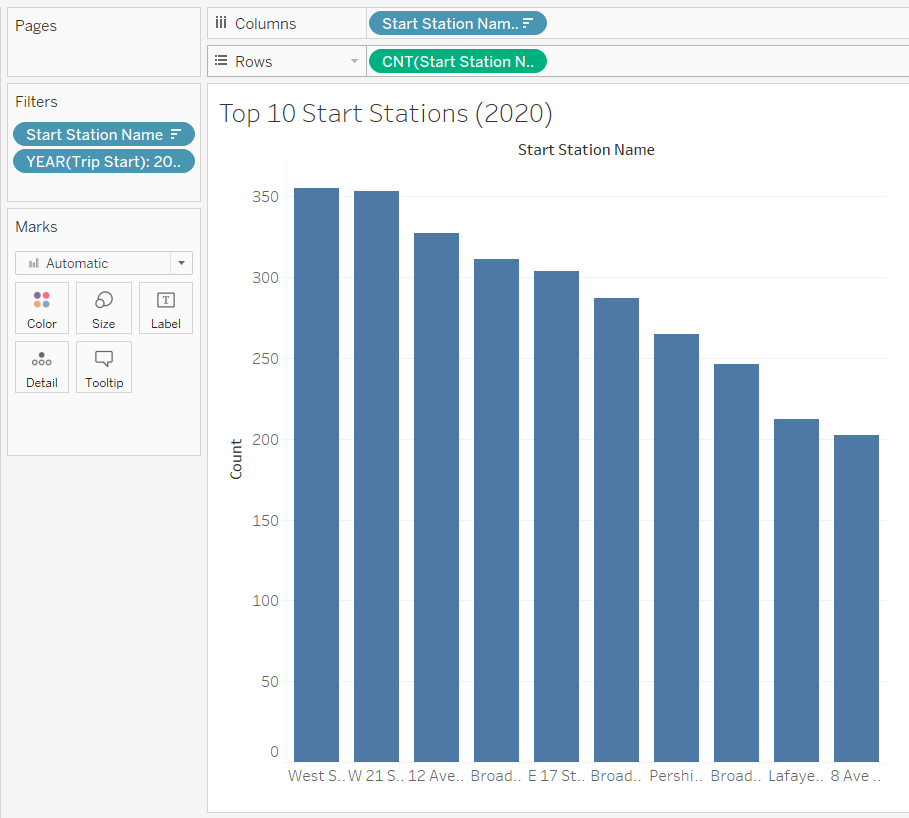 Pages
Filters
Start Station Name
YEAR(Trip Start): 20..
Marks
Automatic
Color
Size
T
Label
Detail
Tooltip
Columns
Start Station Nam..
Rows
CNT(Start Station N..
Top 10 Start Stations (2020)
Start Station Name
Count
350
300
250
200
150
100
50
0
West S.. W 21 S.. 12 Ave.. Broad.. E 17 St.. Broad.. Pershi.. Broad.. Lafaye.. 8 Ave ..